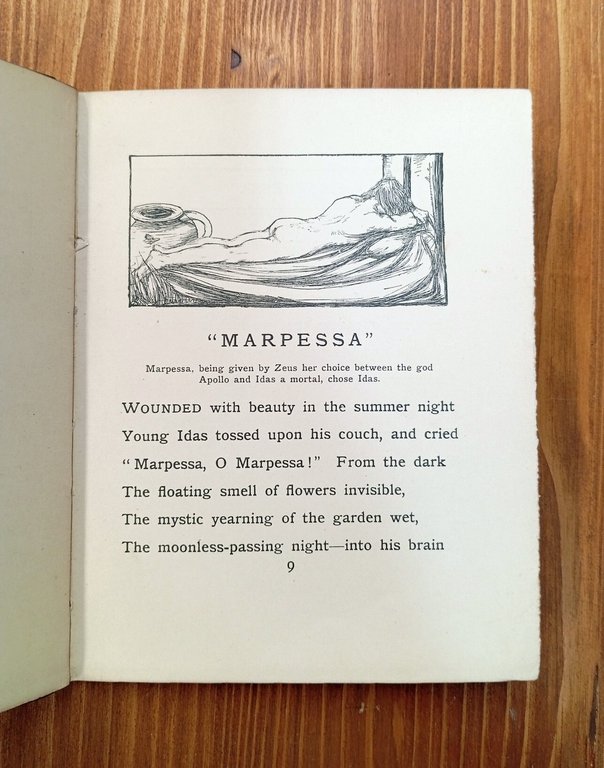 “MARPESSA”
Marpessa, being given by Zeus her choice between the god
Apollo and Idas a mortal, chose Idas.
WOUNDED with beauty in the summer night
Young Idas tossed upon his couch, and cried
“Marpessa, O Marpessa!” From the dark
The floating smell of flowers invisible,
The mystic yearning of the garden wet,
The moonless-passing night—into his brain
9